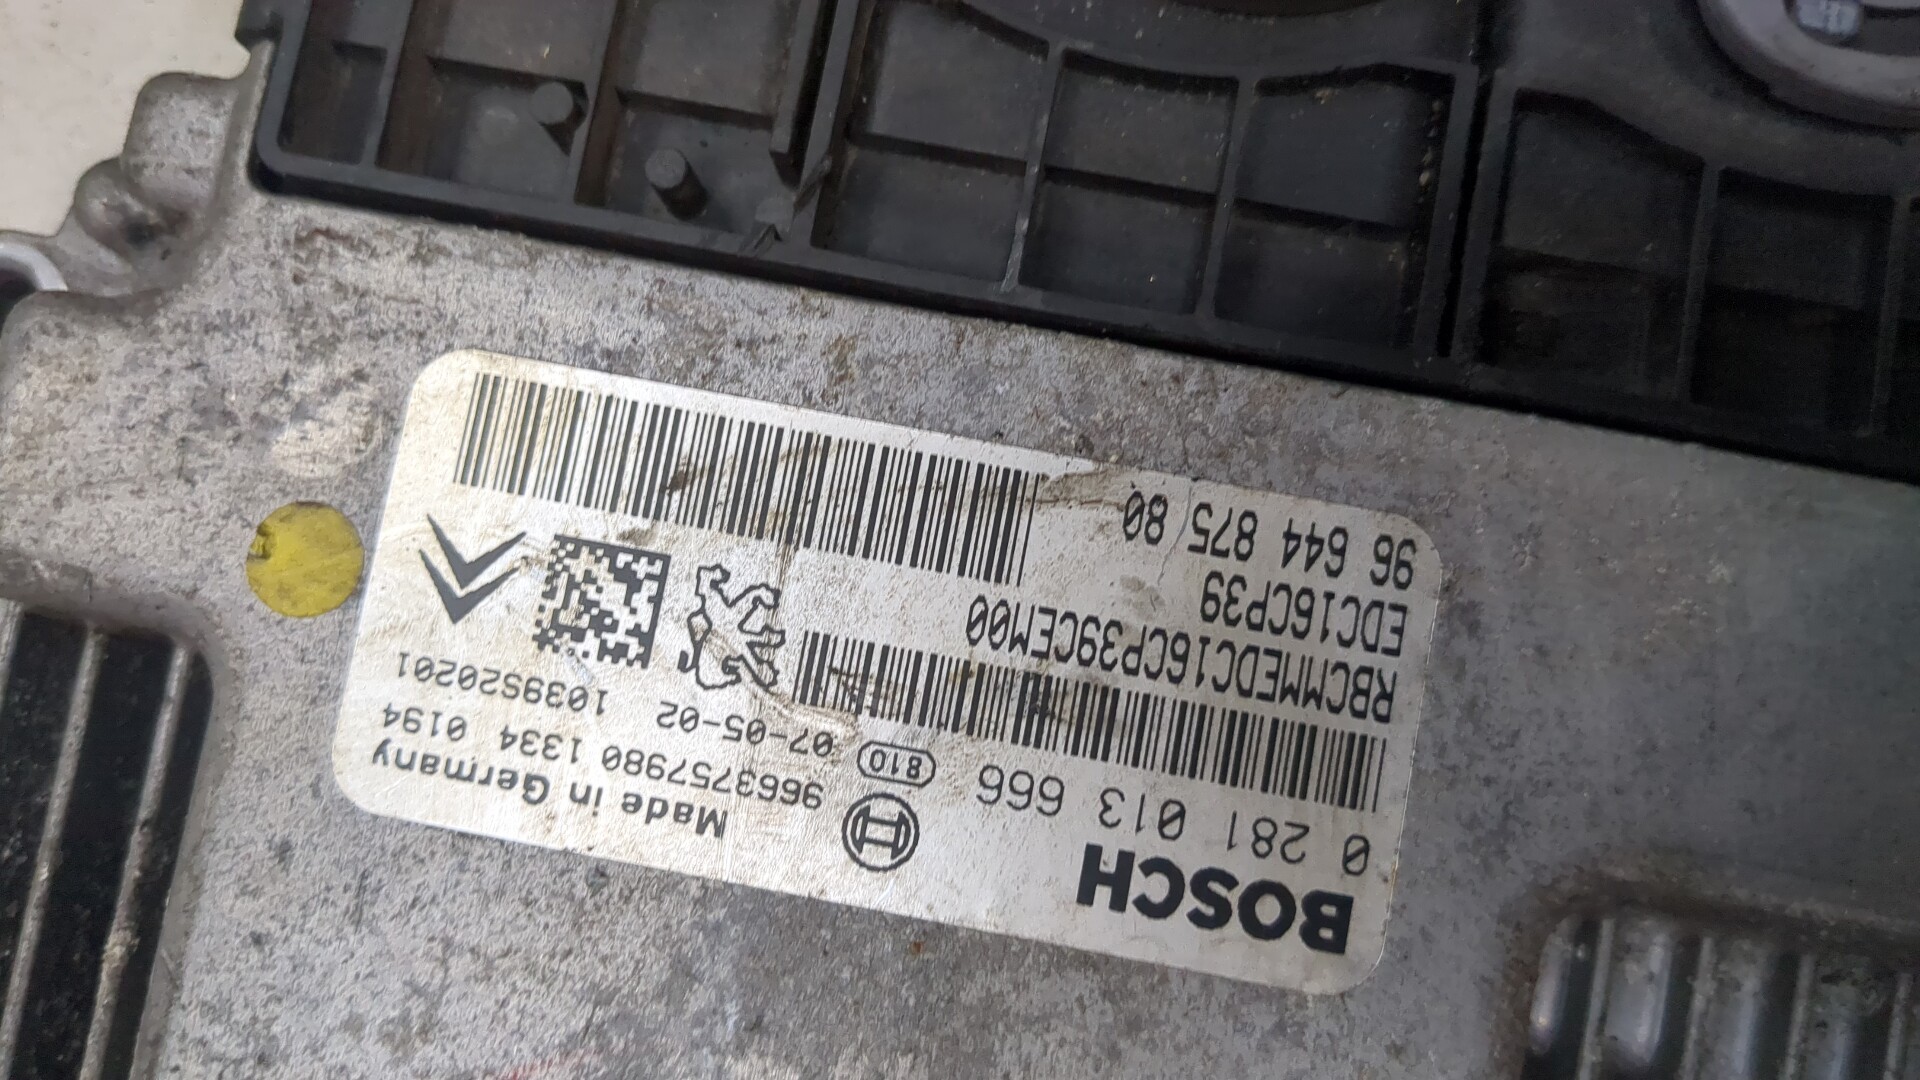 BOSCH
0 281 013 666
810
Made in Germany
9663757980 1334 0194
07-05-02 1039S20201
RBCMMEDC16CP39CEM00
EDC16CP39
96 644 875 80